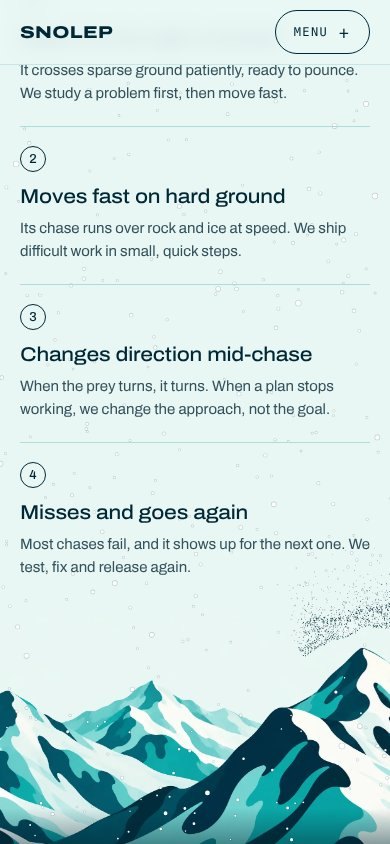 SNOLEP
MENU +
It crosses sparse ground patiently, ready to pounce.
We study a problem first, then move fast.
2
Moves fast on hard ground
Its chase runs over rock and ice at speed. We ship
difficult work in small, quick steps.
3
Changes direction mid-chase
When the prey turns, it turns. When a plan stops
working, we change the approach, not the goal.
4
Misses and goes again
Most chases fail, and it shows up for the next one. We
test, fix and release again.